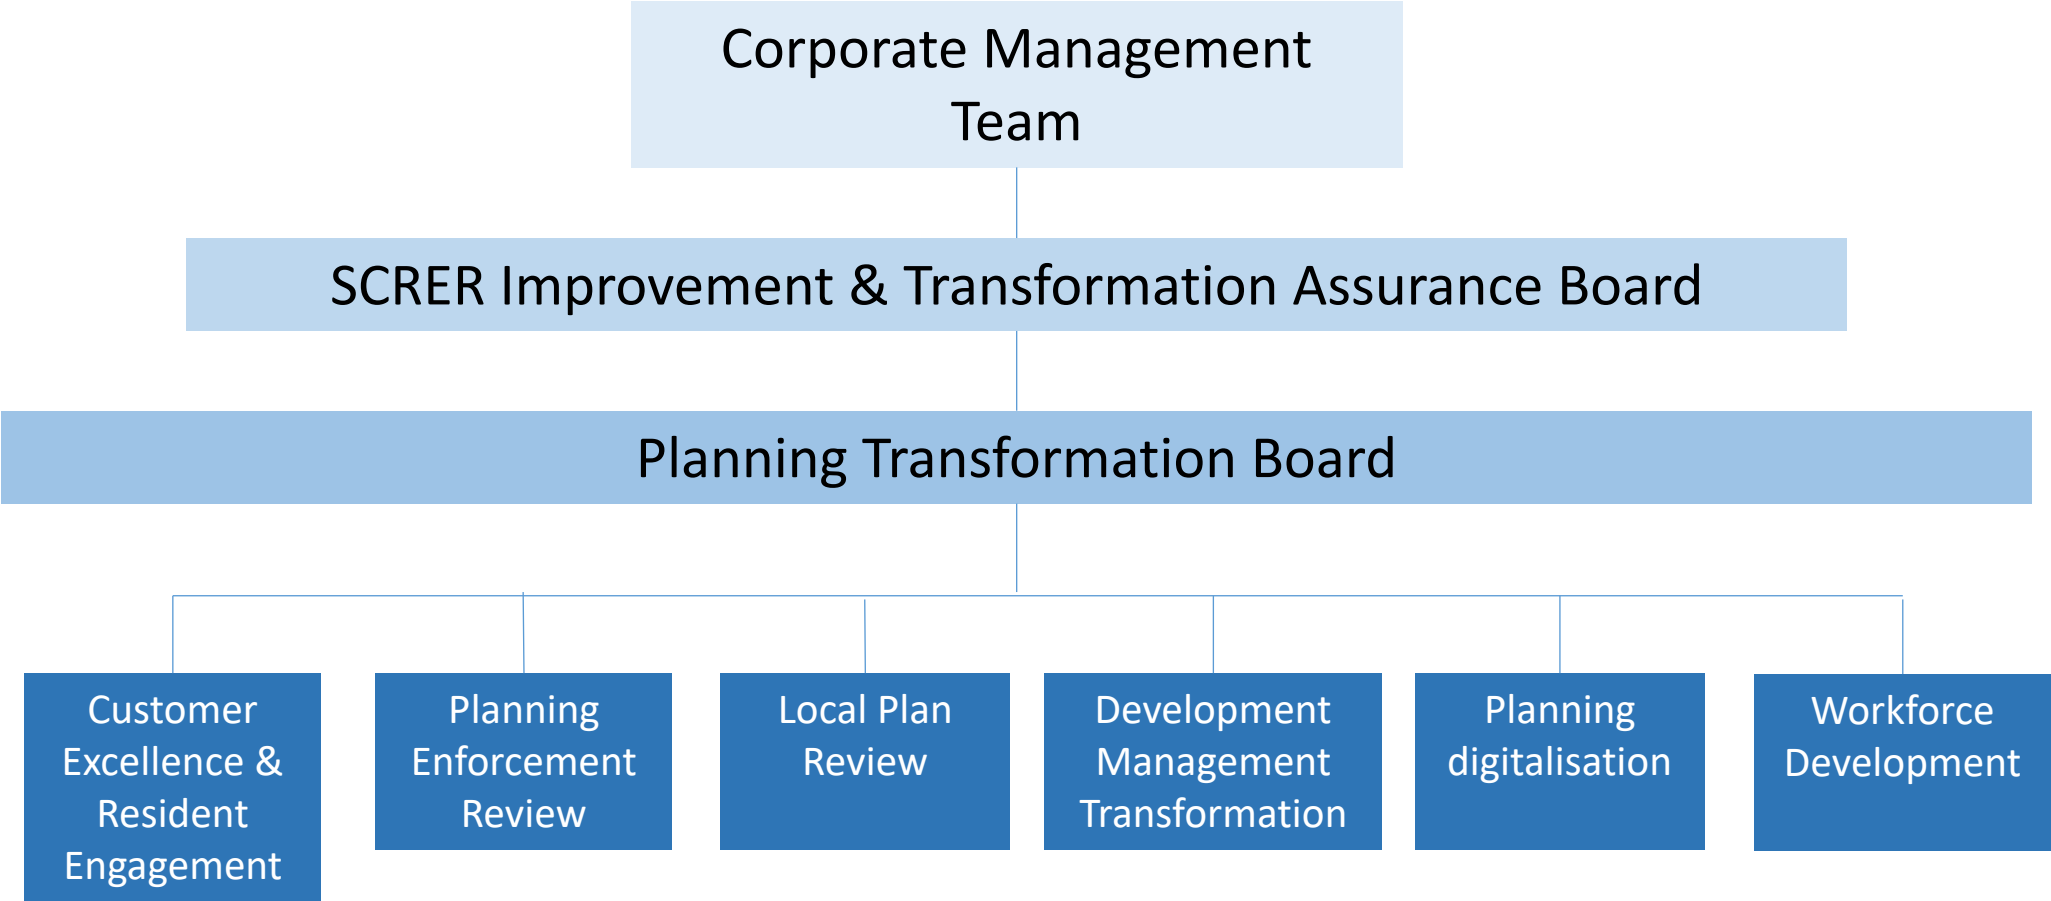 Corporate Management
Team
SCRER Improvement & Transformation Assurance Board
Planning Transformation Board
Customer
Excellence &
Resident
Engagement
Planning
Enforcement
Review
Local Plan
Review
Development
Management
Transformation
Planning
digitalisation
Workforce
Development